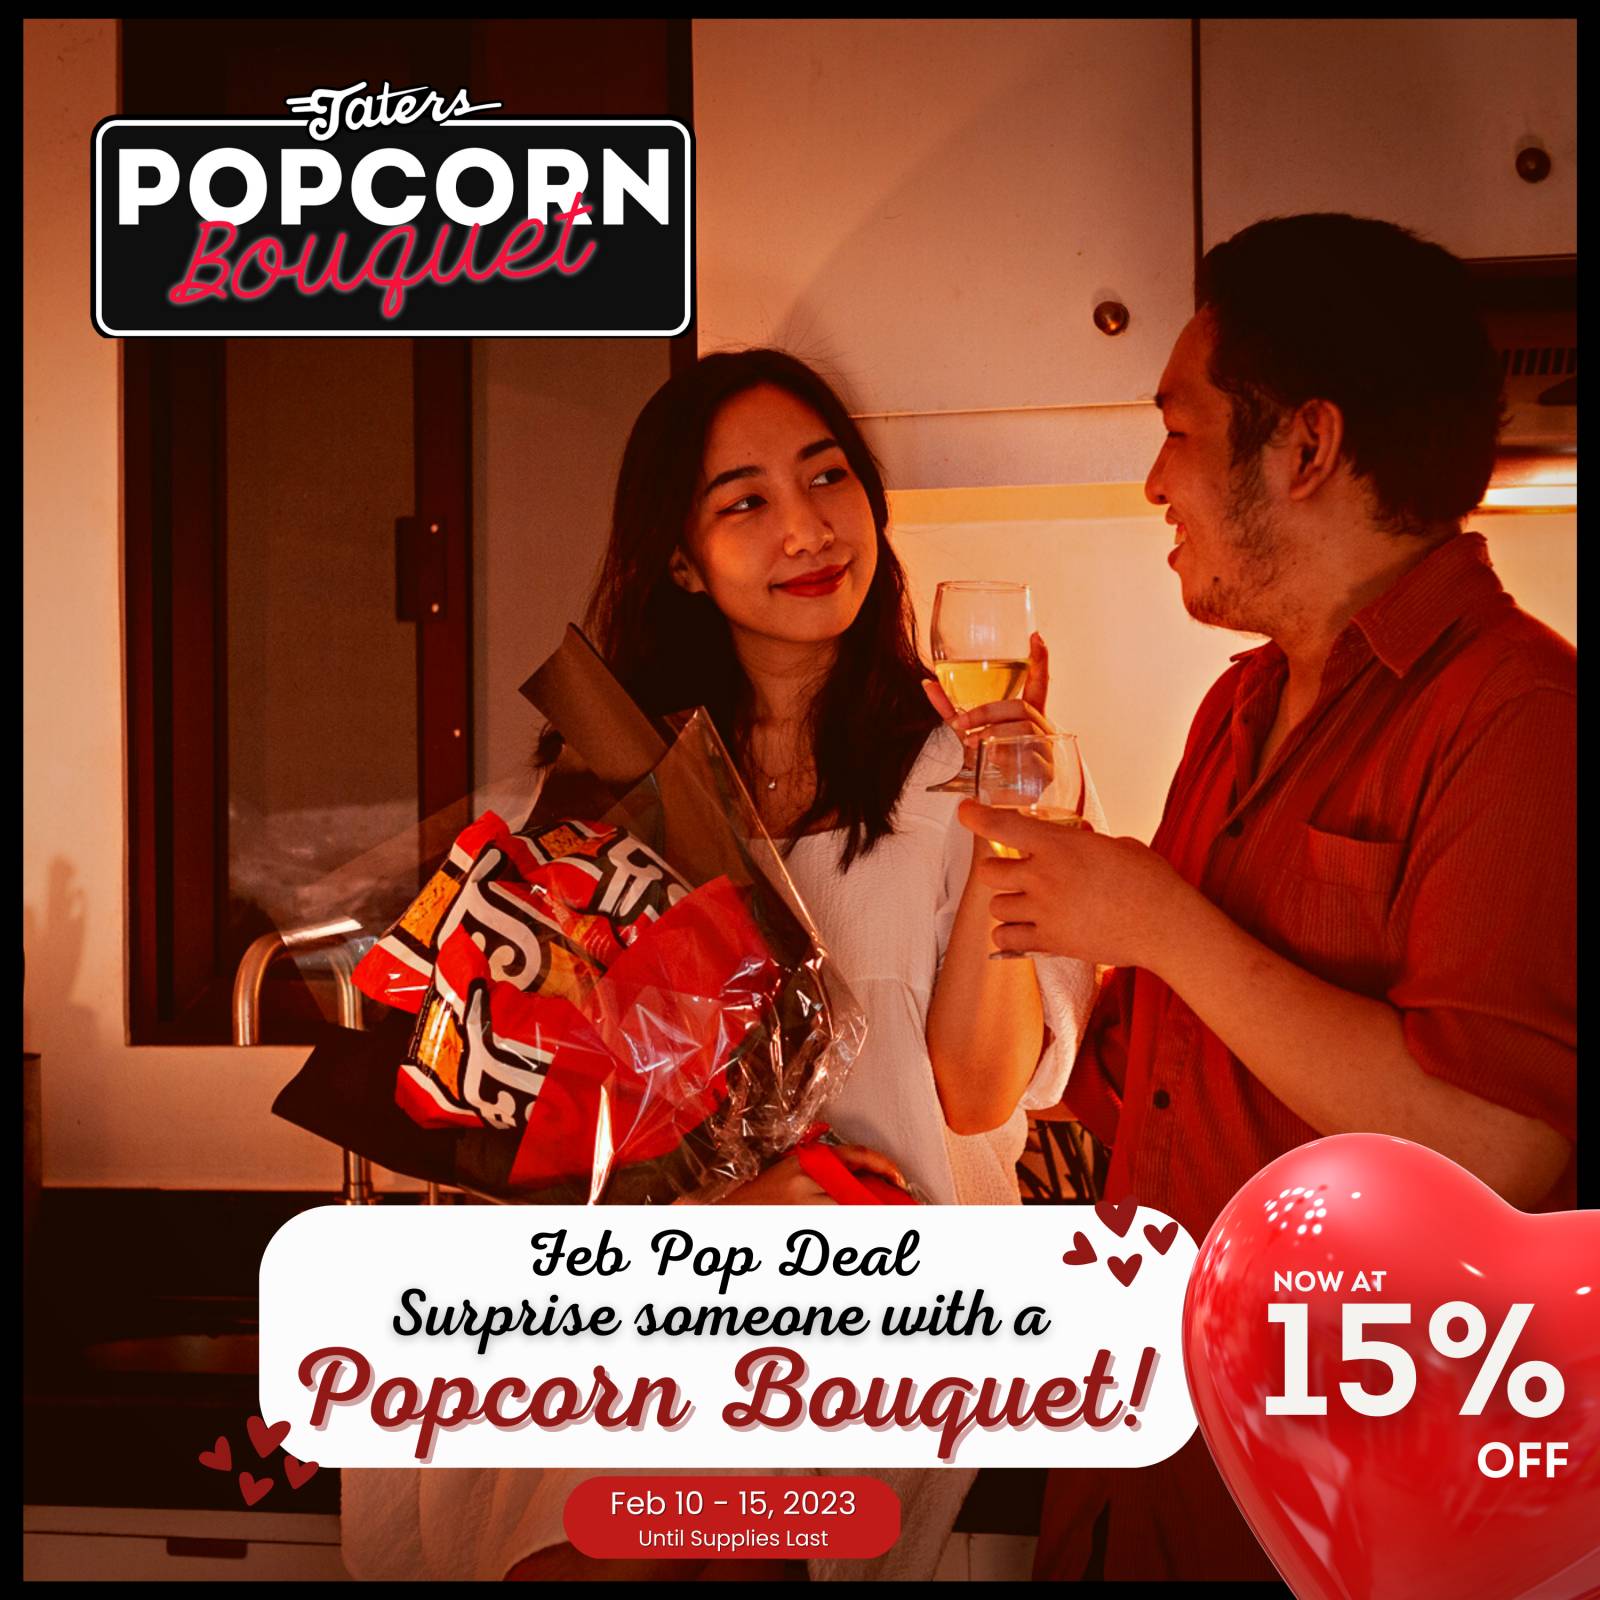 Taters
POPCORN
Bouquet
Feb Pop Deal
Surprise someone with a
Popcorn Bouquet!
NOW AT
15%
OFF
Feb 10 - 15, 2023
Until Supplies Last